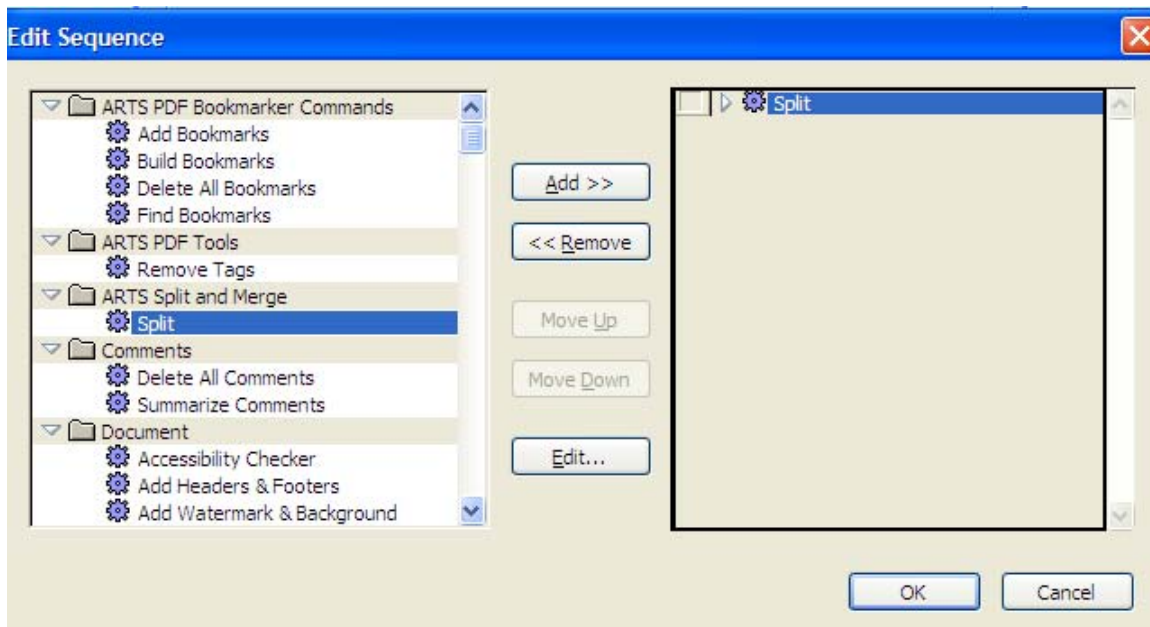 Edit Sequence
ARTS PDF Bookmarker Commands
Add Bookmarks
Build Bookmarks
Delete All Bookmarks
Find Bookmarks
ARTS PDF Tools
Remove Tags
ARTS Split and Merge
Split
Comments
Delete All Comments
Summarize Comments
Document
Accessibility Checker
Add Headers & Footers
Add Watermark & Background
Add >>
<< Remove
Move Up
Move Down
Edit...
Split
OK
Cancel